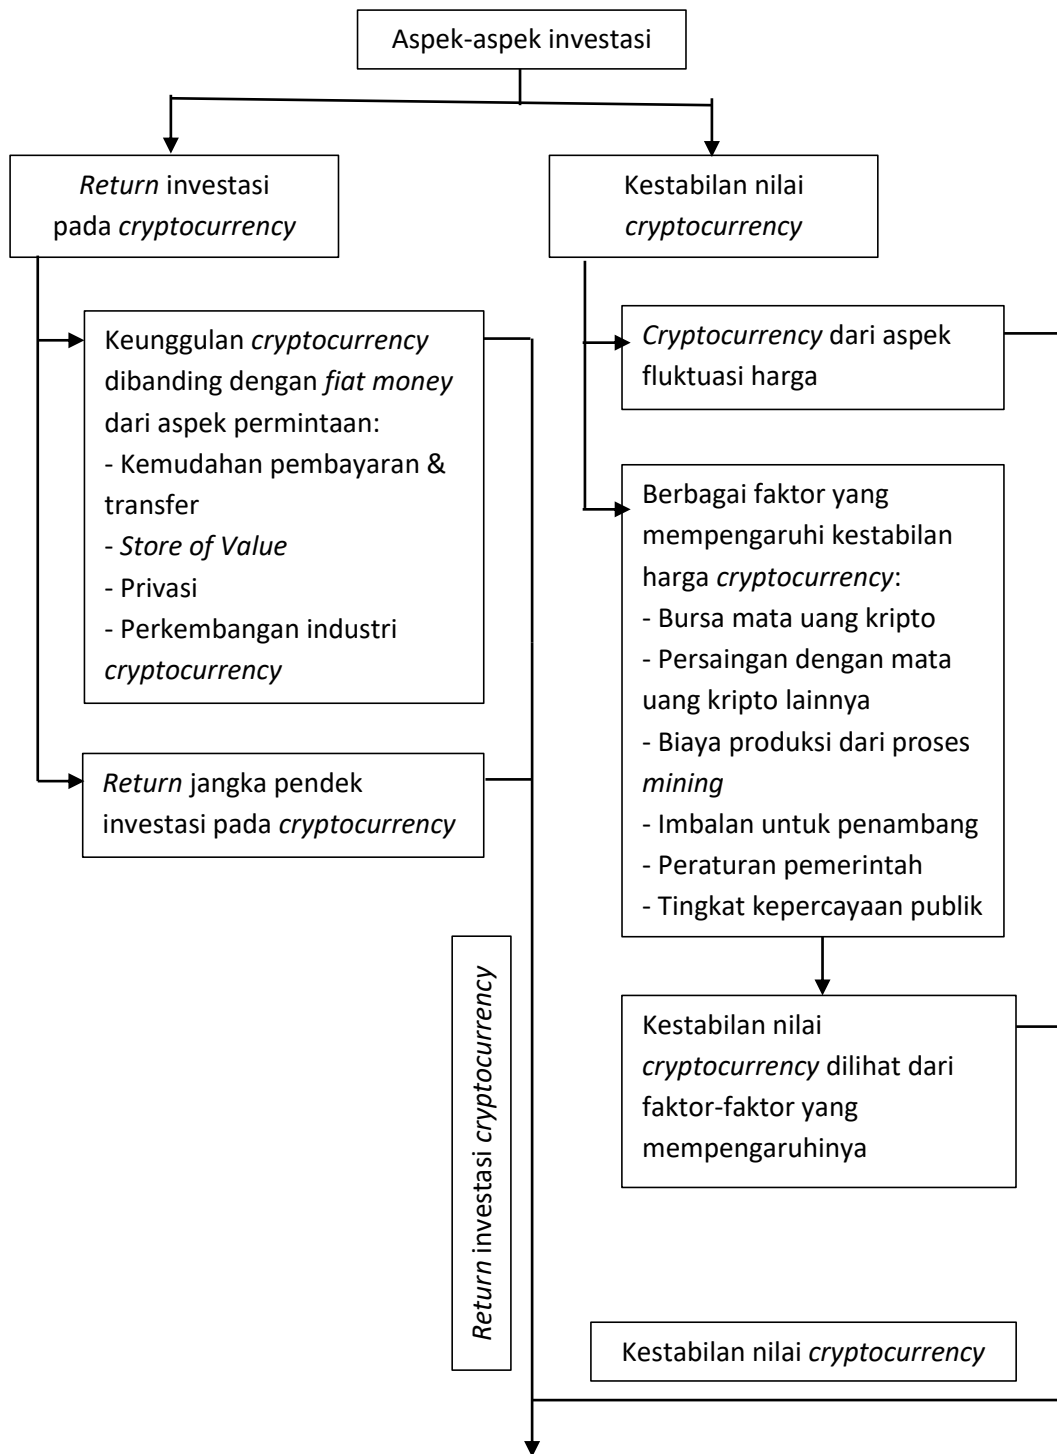 Aspek-aspek investasi
Return investasi
pada cryptocurrency
Kestabilan nilai
cryptocurrency
Keunggulan cryptocurrency
dibanding dengan fiat money
dari aspek permintaan:
- Kemudahan pembayaran &
transfer
- Store of Value
- Privasi
- Perkembangan industri
cryptocurrency
Return jangka pendek
investasi pada cryptocurrency
Cryptocurrency dari aspek
fluktuasi harga
Berbagai faktor yang
mempengaruhi kestabilan
harga cryptocurrency:
- Bursa mata uang kripto
- Persaingan dengan mata
uang kripto lainnya
- Biaya produksi dari proses
mining
- Imbalan untuk penambang
- Peraturan pemerintah
- Tingkat kepercayaan publik
Kestabilan nilai
cryptocurrency dilihat dari
faktor-faktor yang
mempengaruhinya
Return investasi cryptocurrency
Kestabilan nilai cryptocurrency